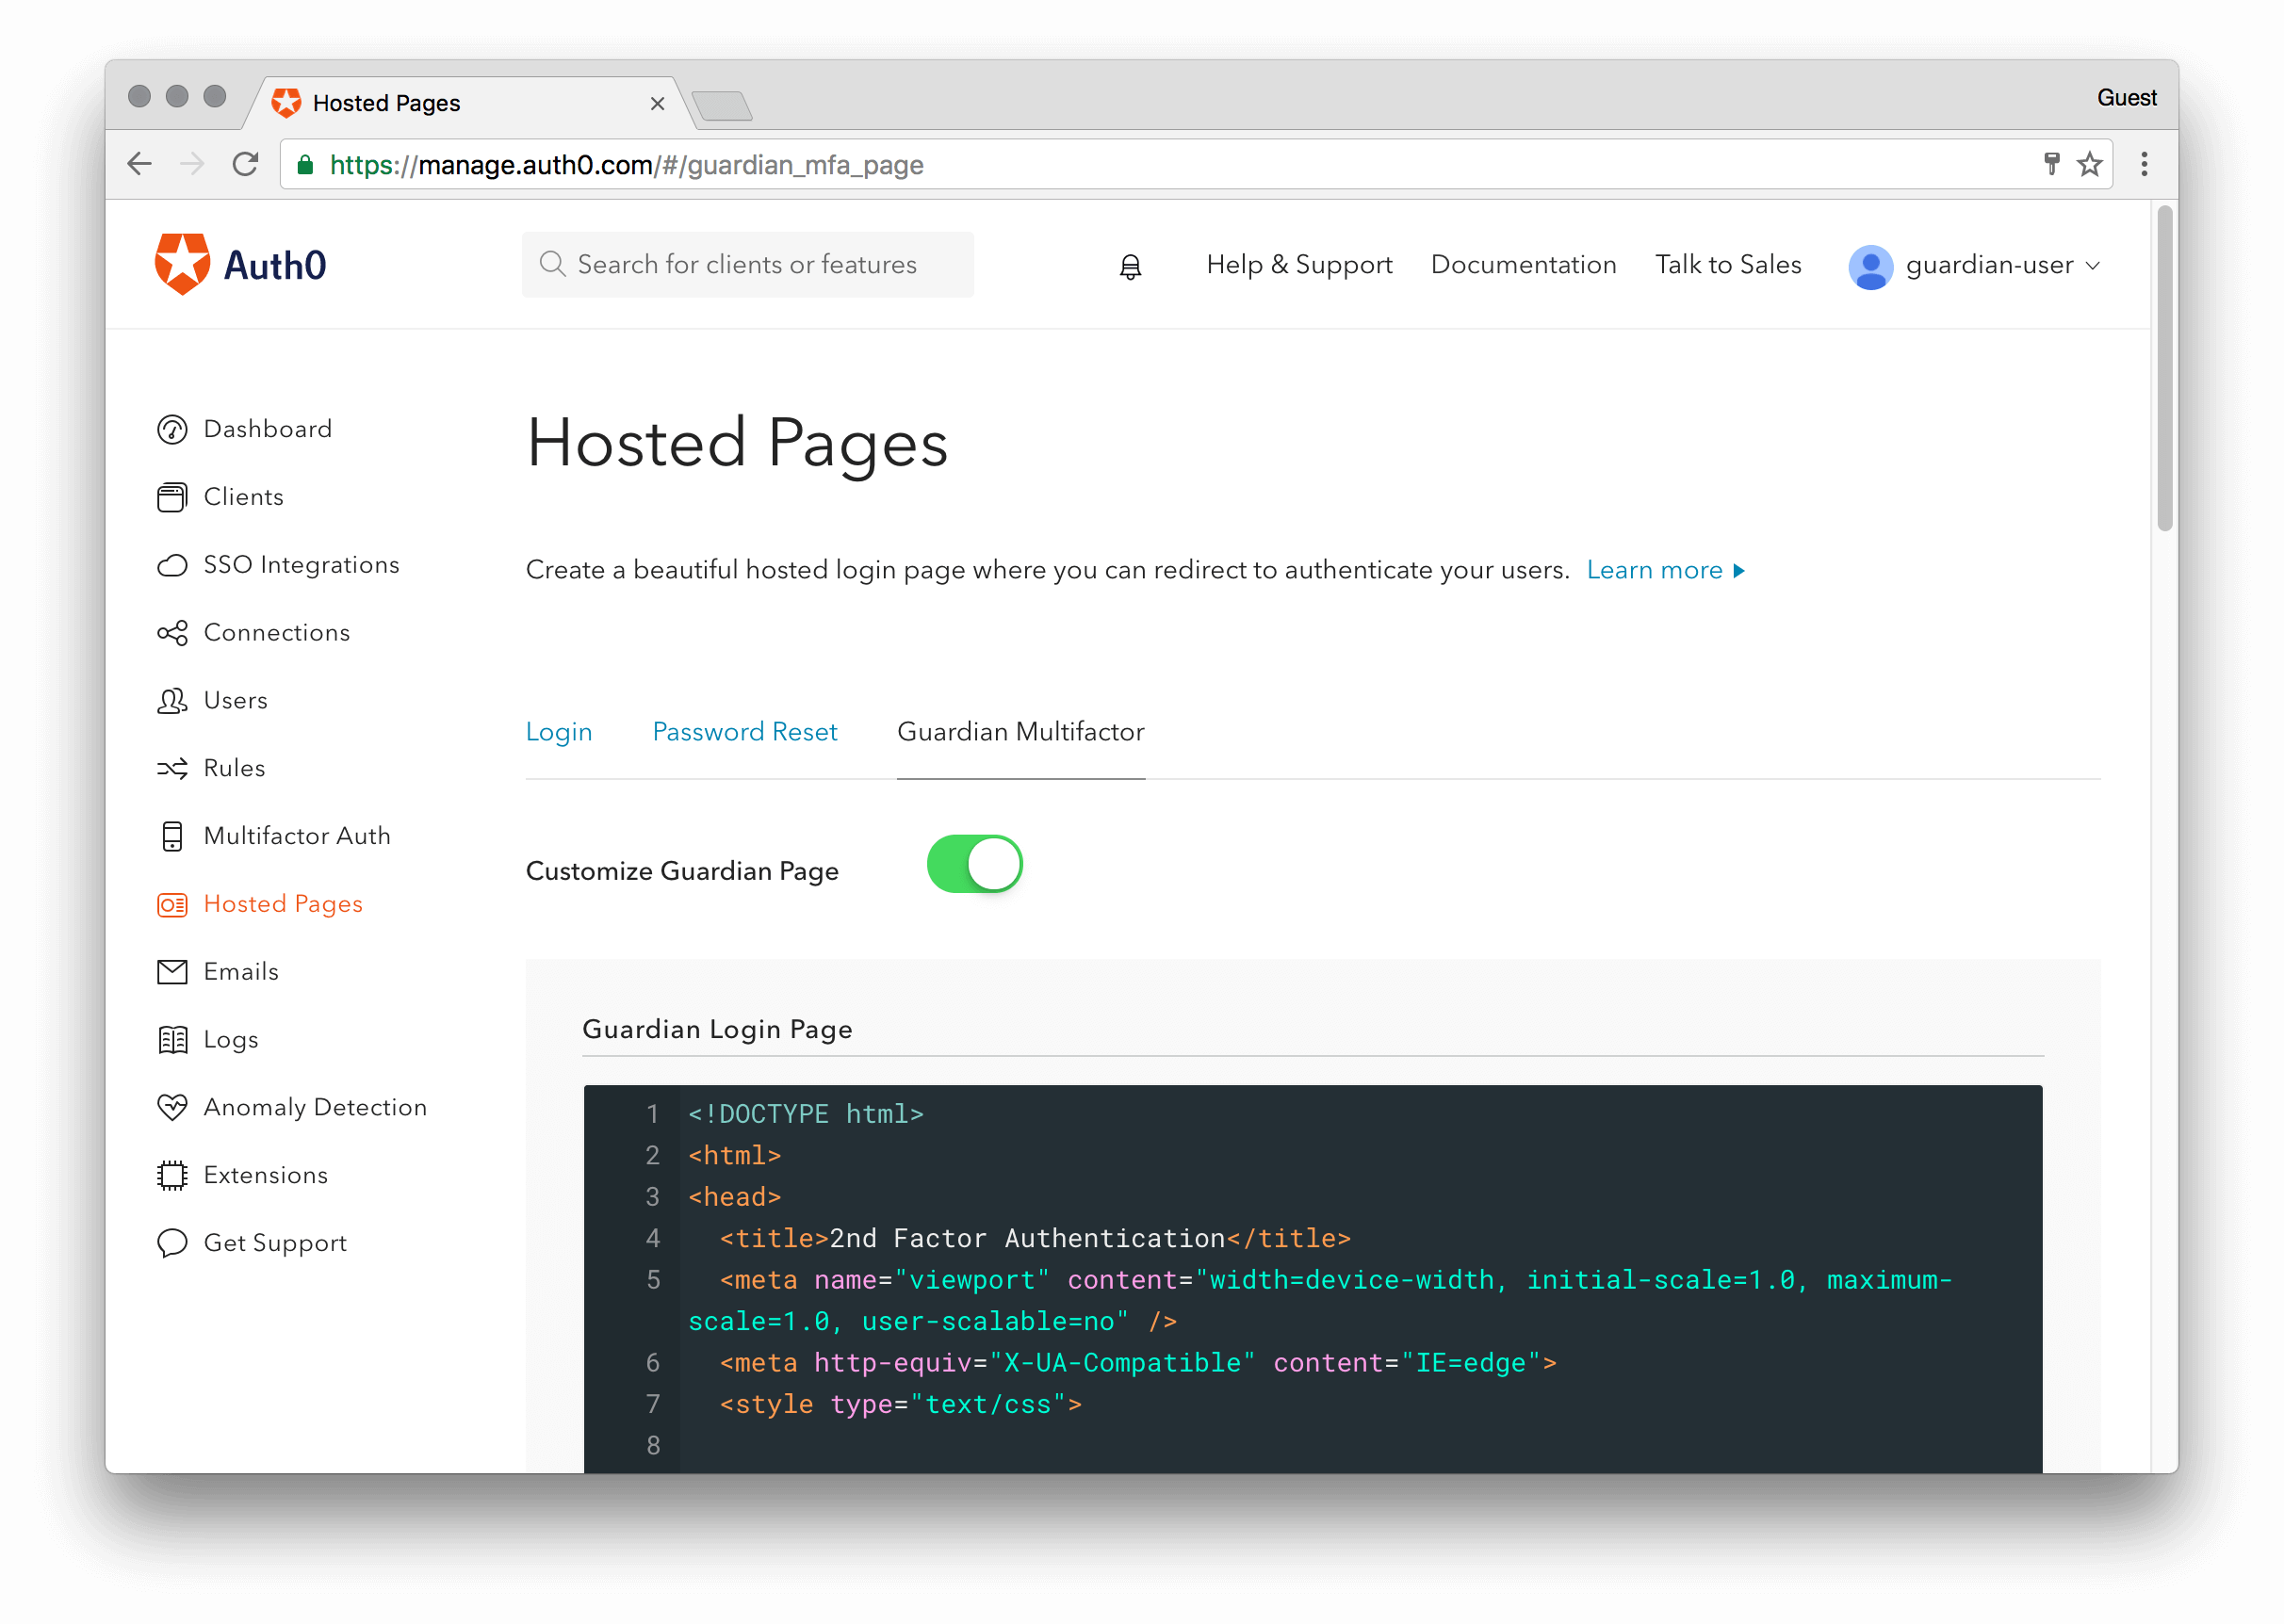 Hosted Pages
Guest
https://manage.auth0.com/#/guardian_mfa_page
Auth0
Search for clients or features
Help & Support
Documentation
Talk to Sales
guardian-user
Dashboard
Clients
SSO Integrations
Connections
Users
Rules
Multifactor Auth
Hosted Pages
Emails
Logs
Anomaly Detection
Extensions
Get Support
Hosted Pages
Create a beautiful hosted login page where you can redirect to authenticate your users. Learn more
Login
Password Reset
Guardian Multifactor
Customize Guardian Page
Guardian Login Page
1 <!DOCTYPE html>
2 <html>
3 <head>
4 <title>2nd Factor Authentication</title>
5 <meta name="viewport" content="width=device-width, initial-scale=1.0, maximum-
scale=1.0, user-scalable=no" />
6 <meta http-equiv="X-UA-Compatible" content="IE=edge">
7 <style type="text/css">
8